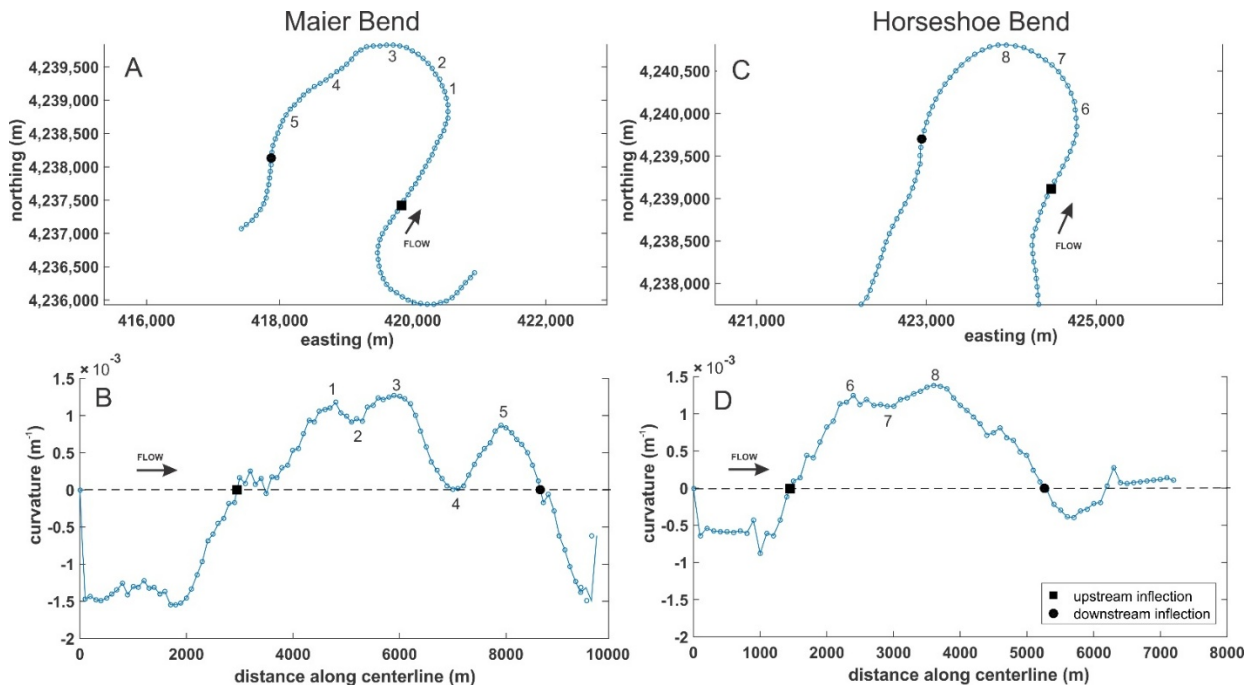 Maier Bend
Horseshoe Bend
A
northing (m)
4,239,500
4,239,000
4,238,500
4,238,000
4,237,000
4,237,000
4,236,500
4,236,000
3
2
1
4
5
FLOW
416,000 418,000 420,000 422,000
easting (m)
C
northing (m)
4,240,500
4,240,000
4,239,500
4,239,000
4,238,500
4,238,000
8
7
6
FLOW
421,000 423,000 425,000
easting (m)
B
× 10⁻³
curvature (m⁻¹)
1.5
1
0.5
0
-0.5
-1
-1.5
-2
FLOW
1
3
2
5
4
0 2000 4000 6000 8000 10000
distance along centerline (m)
D
× 10⁻³
curvature (m⁻¹)
1.5
1
0.5
0
-0.5
-1
-1.5
-2
FLOW
6
8
7
upstream inflection
downstream inflection
0 1000 2000 3000 4000 5000 6000 7000 8000
distance along centerline (m)